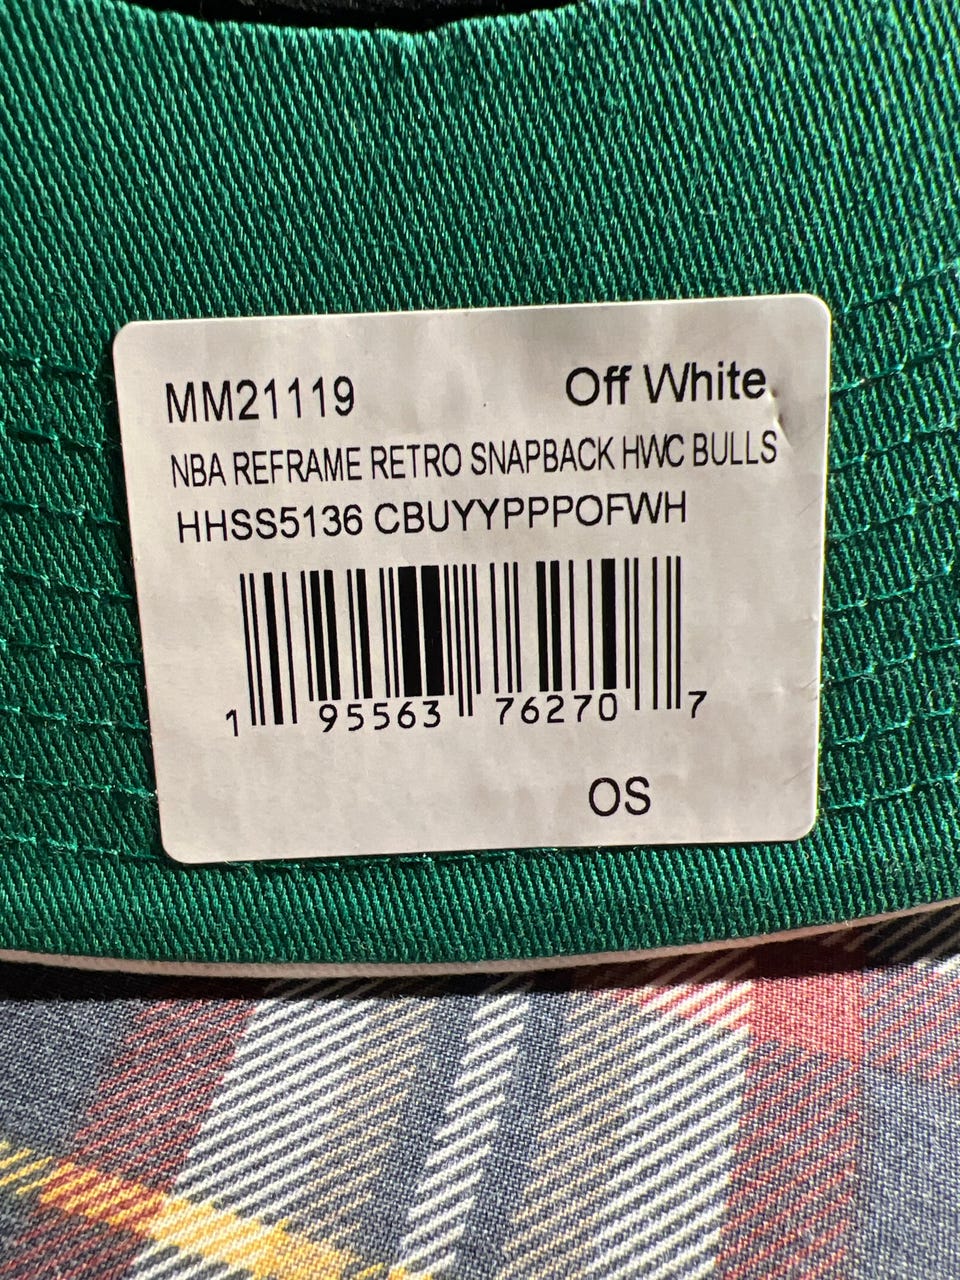 MM21119 Off White
NBA REFRAME RETRO SNAPBACK HWC BULLS
HHSS5136 CBUYYPPPOFWH
1 95563 76270 7
OS